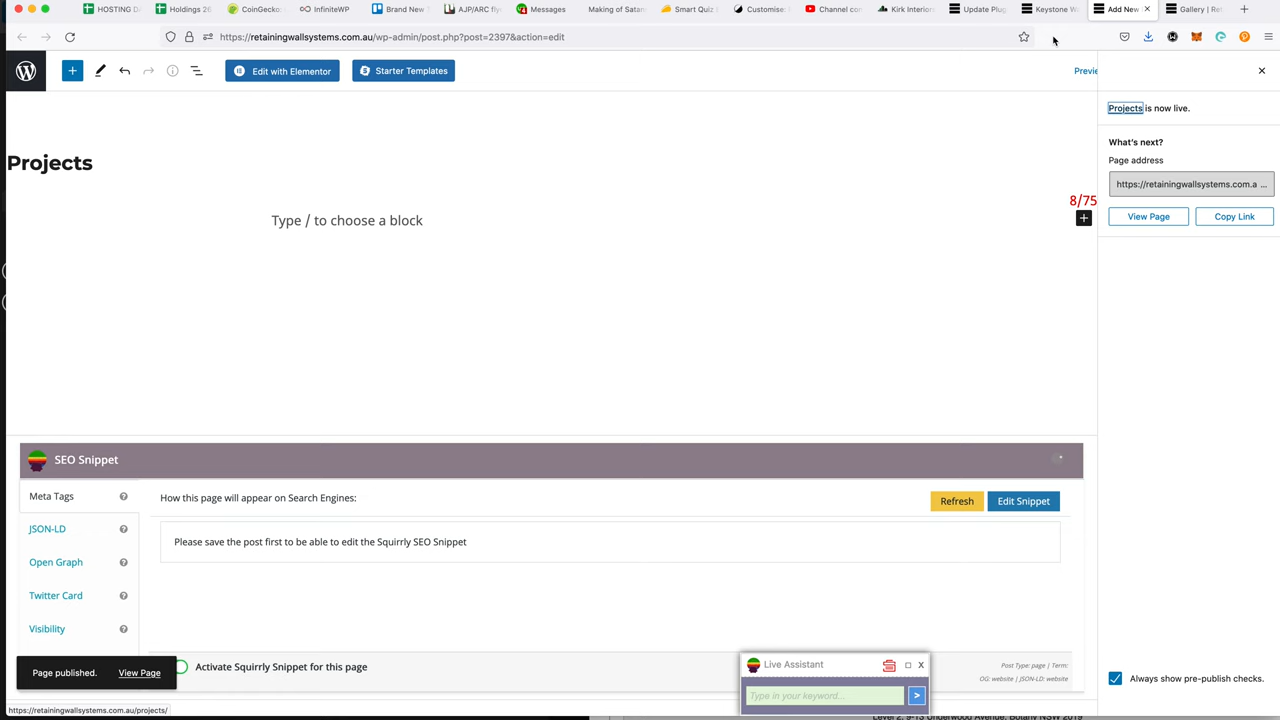 HOSTING DA
Holdings 26
CoinGecko
InfiniteWP
Brand New
AJP/ARC fly
Messages
Making of Satan
Smart Quiz
Customise:
Channel con
Kirk Interior
Update Plug
Keystone W
Add New
Gallery | Ret
https://retainingwallsystems.com.au/wp-admin/post.php?post=2397&action=edit
Edit with Elementor
Starter Templates
Previe
Projects is now live.
What's next?
Page address
https://retainingwallsystems.com.a ...
View Page
Copy Link
Projects
8/75
Type / to choose a block
SEO Snippet
Meta Tags
How this page will appear on Search Engines:
Refresh
Edit Snippet
JSON-LD
Please save the post first to be able to edit the Squirrly SEO Snippet
Open Graph
Twitter Card
Visibility
Page published.
View Page
Activate Squirrly Snippet for this page
Live Assistant
X
Type in your keyword...
>
Post Type: page | Term:
OG: website | JSON-LD: website
Always show pre-publish checks.
https://retainingwallsystems.com.au/projects/
Level 2, 9-13 Underwood Avenue, Botany NSW 2019